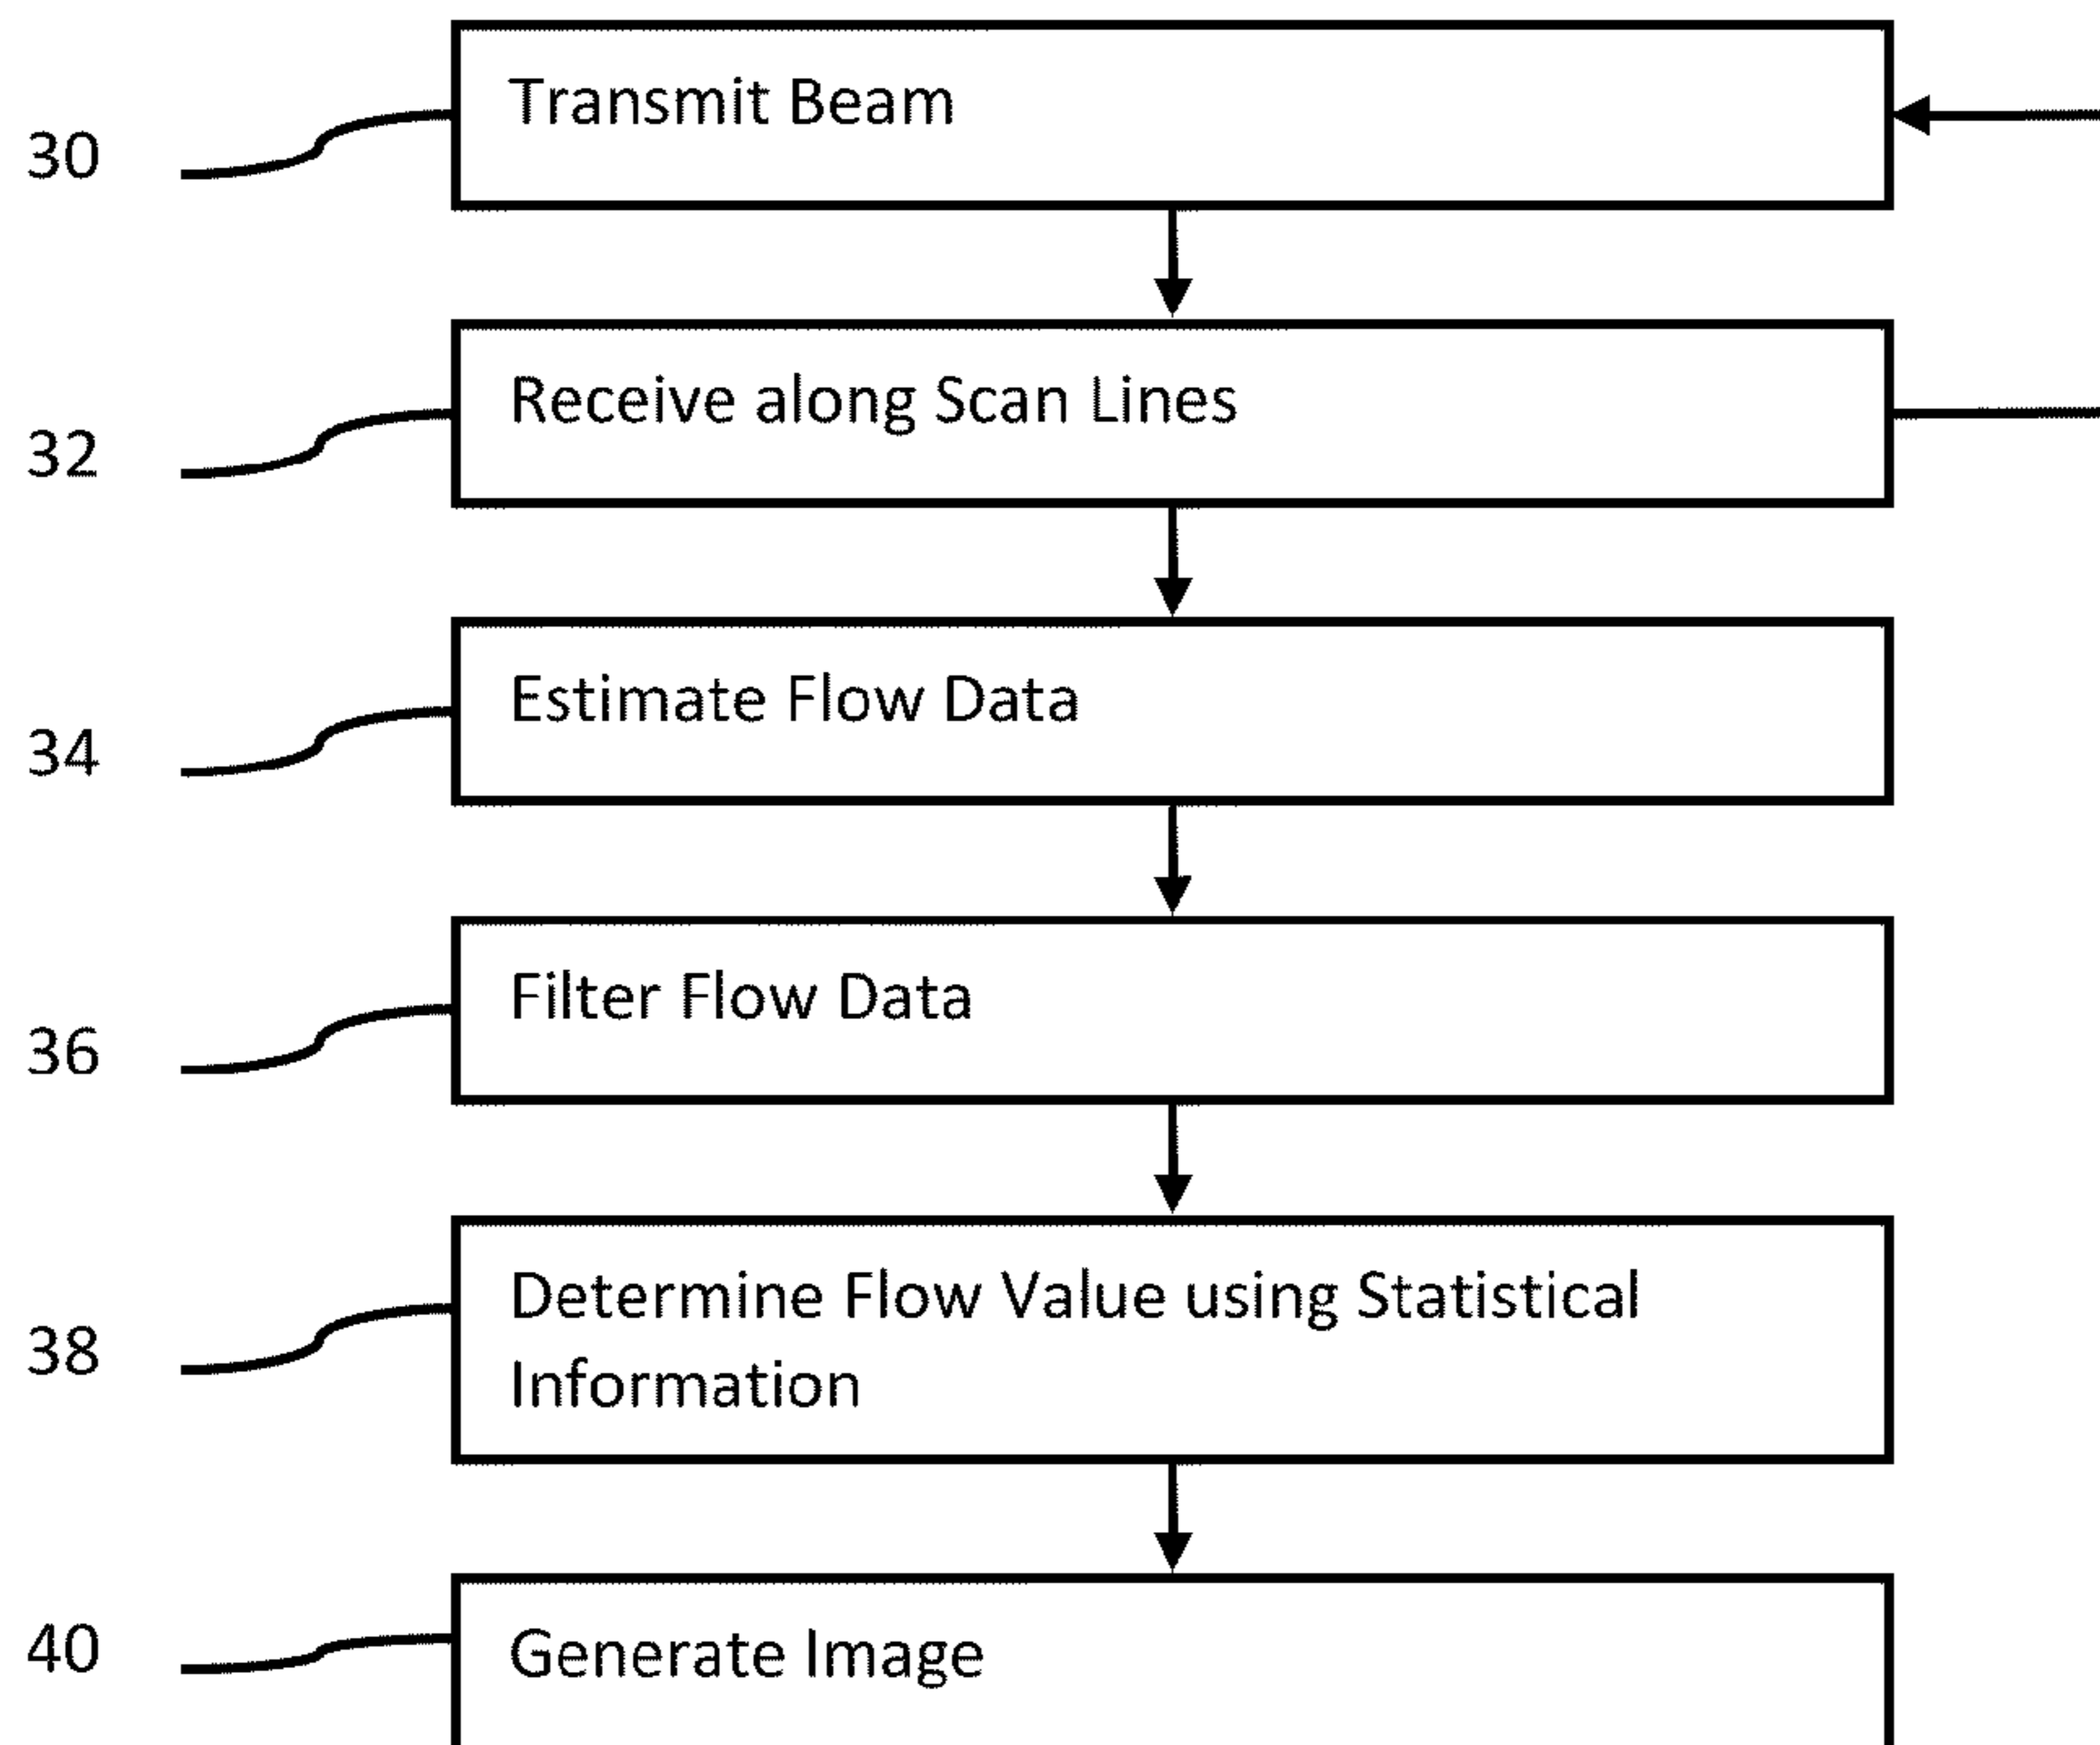 Transmit Beam
30
Receive along Scan Lines
32
Estimate Flow Data
34
Filter Flow Data
36
Determine Flow Value using Statistical
Information
38
Generate Image
40